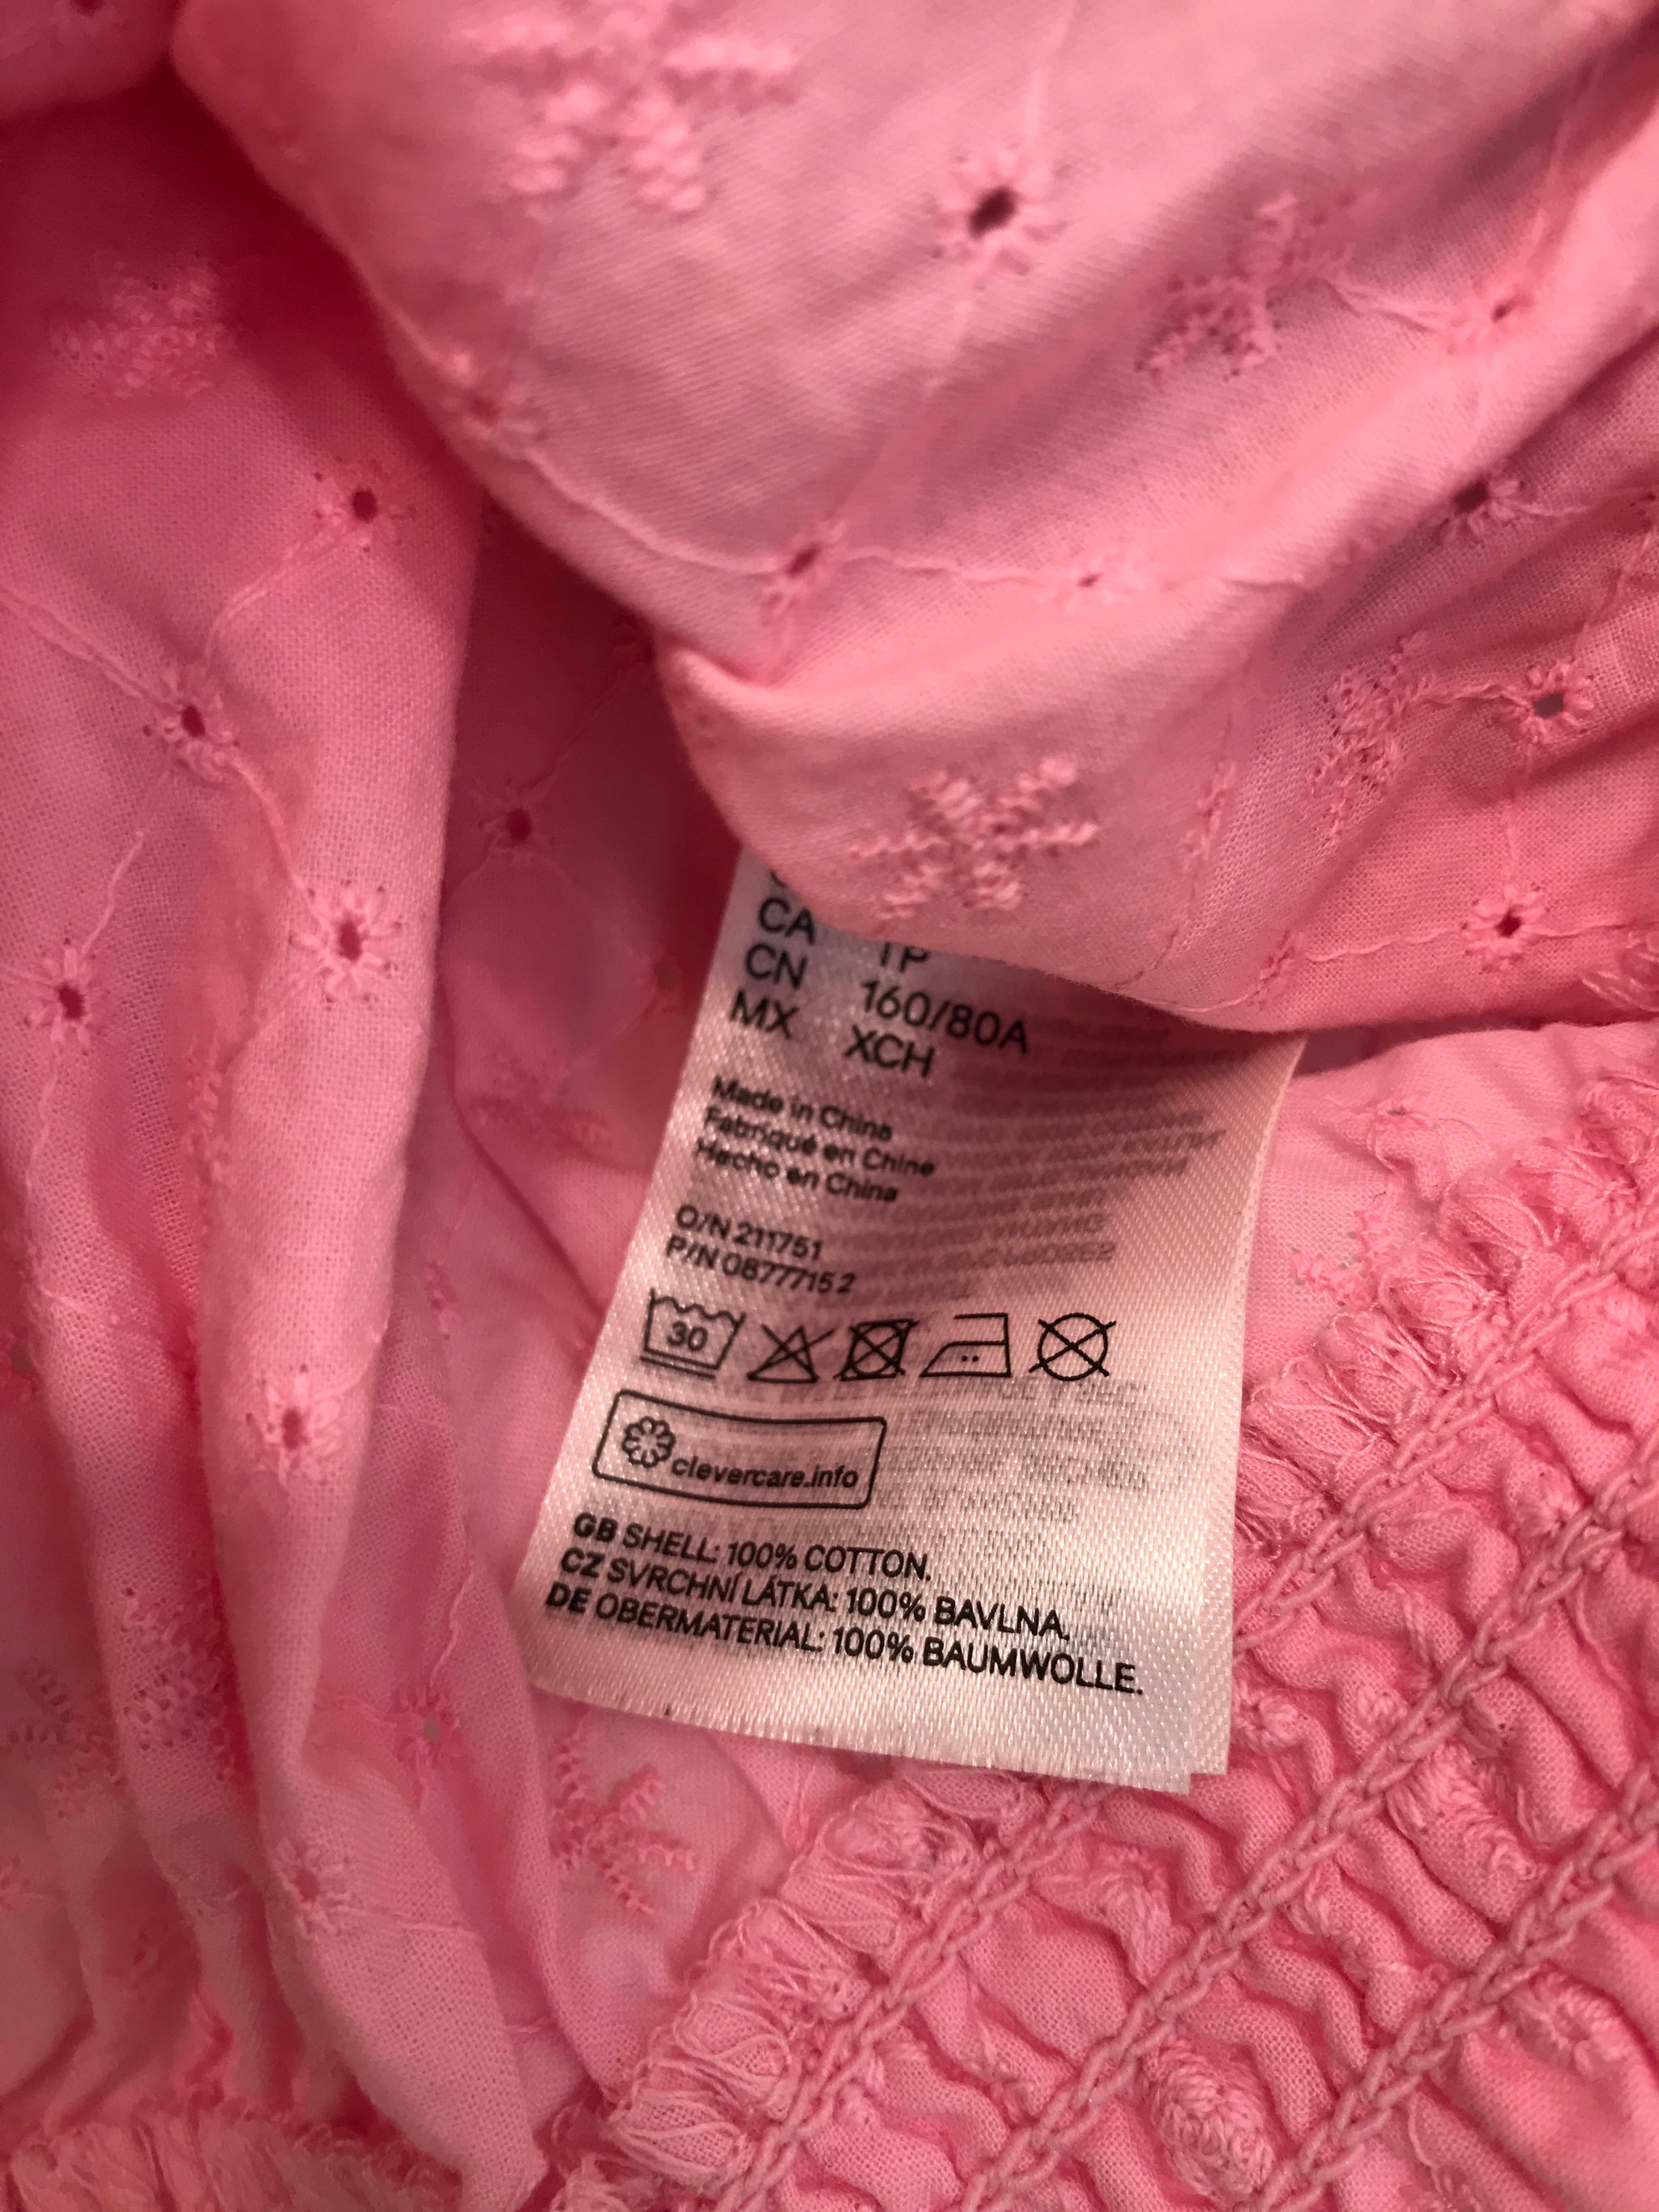 CA TP
CN 160/80A
MX XCH
Made in China
Fabriqué en Chine
Hecho en China
O/N 211751
P/N 0877715 2
30
clevercare.info
GB SHELL: 100% COTTON.
CZ SVRCHNÍ LÁTKA: 100% BAVLNA.
DE OBERMATERIAL: 100% BAUMWOLLE.